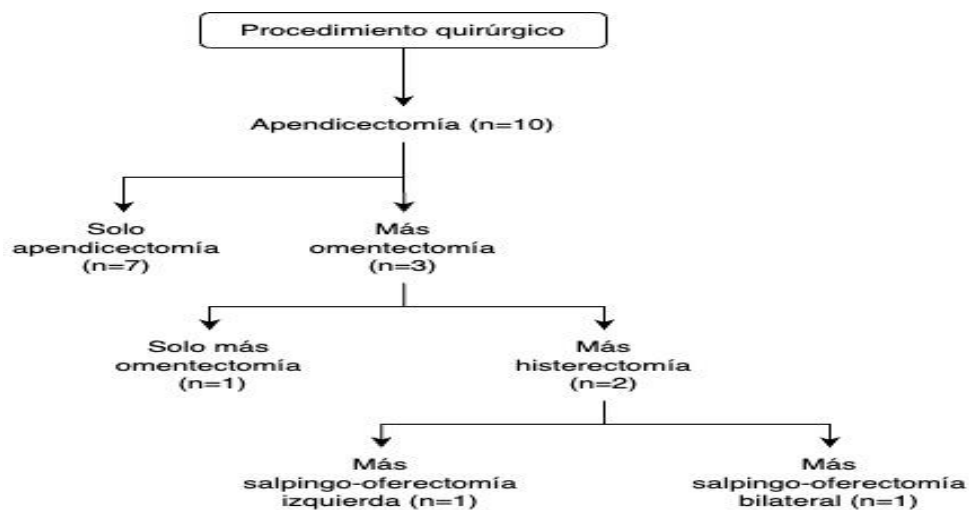 Procedimiento quirúrgico
Apendicectomía (n=10)
Solo
apendicectomía
(n=7)
Más
omentectomía
(n=3)
Solo más
omentectomía
(n=1)
Más
histerectomía
(n=2)
Más
salpingo-oferectomía
izquierda (n=1)
Más
salpingo-oferectomía
bilateral (n=1)